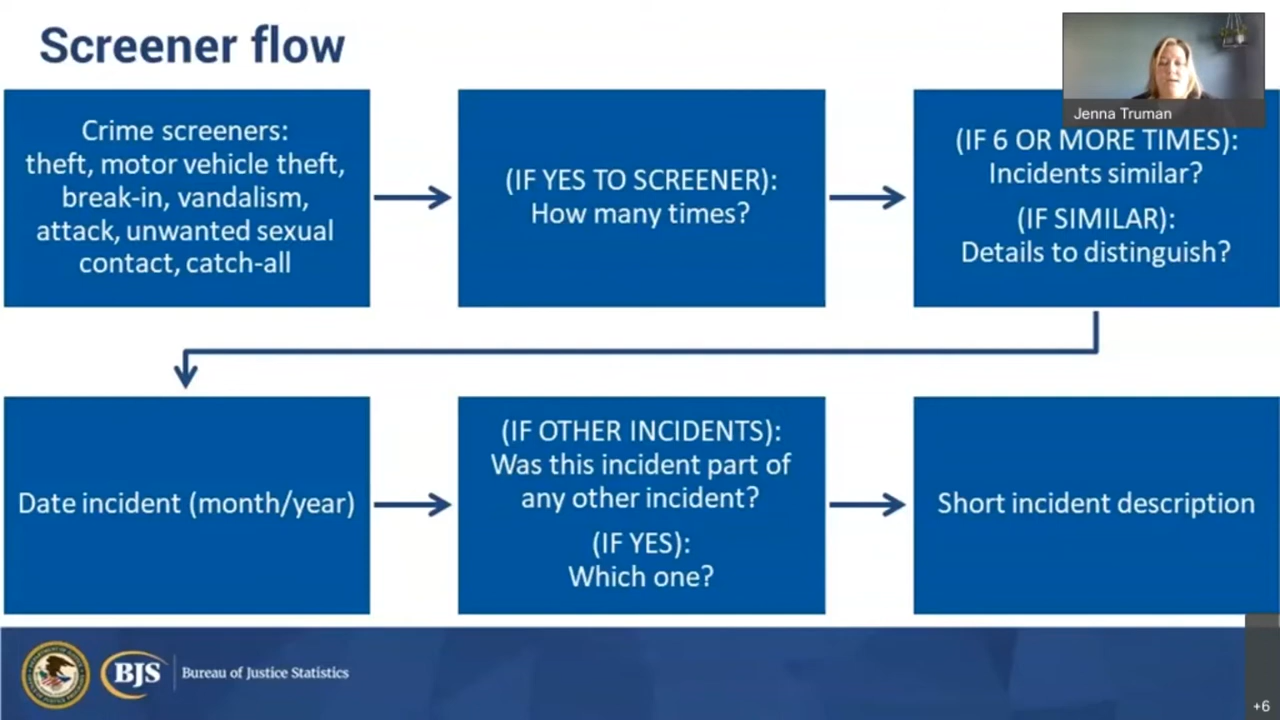 Screener flow
Jenna Truman
Crime screeners:
theft, motor vehicle theft,
break-in, vandalism,
attack, unwanted sexual
contact, catch-all
(IF YES TO SCREENER):
How many times?
(IF 6 OR MORE TIMES):
Incidents similar?
(IF SIMILAR):
Details to distinguish?
Date incident (month/year)
(IF OTHER INCIDENTS):
Was this incident part of
any other incident?
(IF YES):
Which one?
Short incident description
BJS
Bureau of Justice Statistics
+6